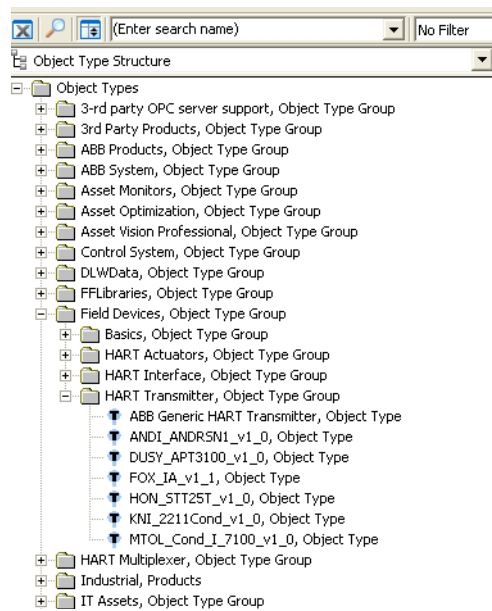 (Enter search name)
No Filter
Object Type Structure
Object Types
3-rd party OPC server support, Object Type Group
3rd Party Products, Object Type Group
ABB Products, Object Type Group
ABB System, Object Type Group
Asset Monitors, Object Type Group
Asset Optimization, Object Type Group
Asset Vision Professional, Object Type Group
Control System, Object Type Group
DLWData, Object Type Group
FFLibraries, Object Type Group
Field Devices, Object Type Group
Basics, Object Type Group
HART Actuators, Object Type Group
HART Interface, Object Type Group
HART Transmitter, Object Type Group
ABB Generic HART Transmitter, Object Type
ANDI_ANDRSN1_v1_0, Object Type
DUSY_APT3100_v1_0, Object Type
FOX_IA_v1_1, Object Type
HON_STT25T_v1_0, Object Type
KNI_2211Cond_v1_0, Object Type
MTOL_Cond_I_7100_v1_0, Object Type
HART Multiplexer, Object Type Group
Industrial, Products
IT Assets, Object Type Group